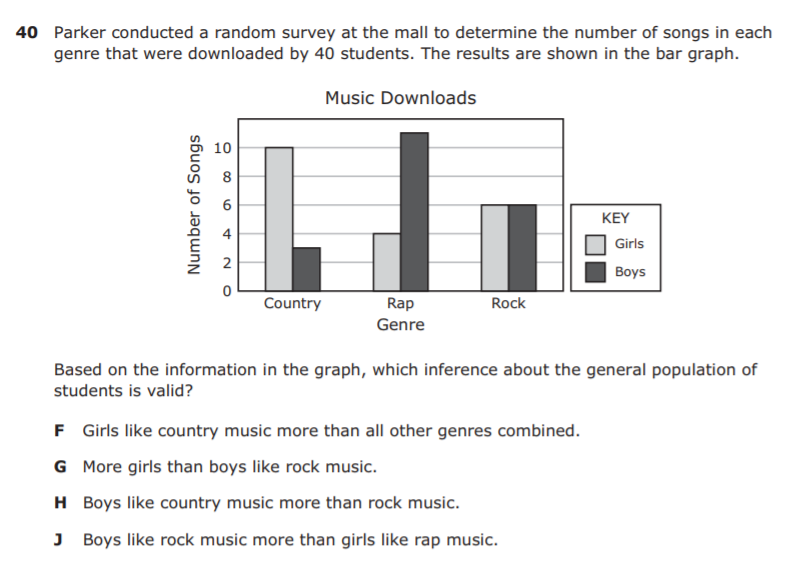 40 Parker conducted a random survey at the mall to determine the number of songs in each
genre that were downloaded by 40 students. The results are shown in the bar graph.
Music Downloads
Number of Songs
10
8
6
4
2
0
Country Rap Rock
Genre
KEY
Girls
Boys
Based on the information in the graph, which inference about the general population of
students is valid?
F Girls like country music more than all other genres combined.
G More girls than boys like rock music.
H Boys like country music more than rock music.
J Boys like rock music more than girls like rap music.